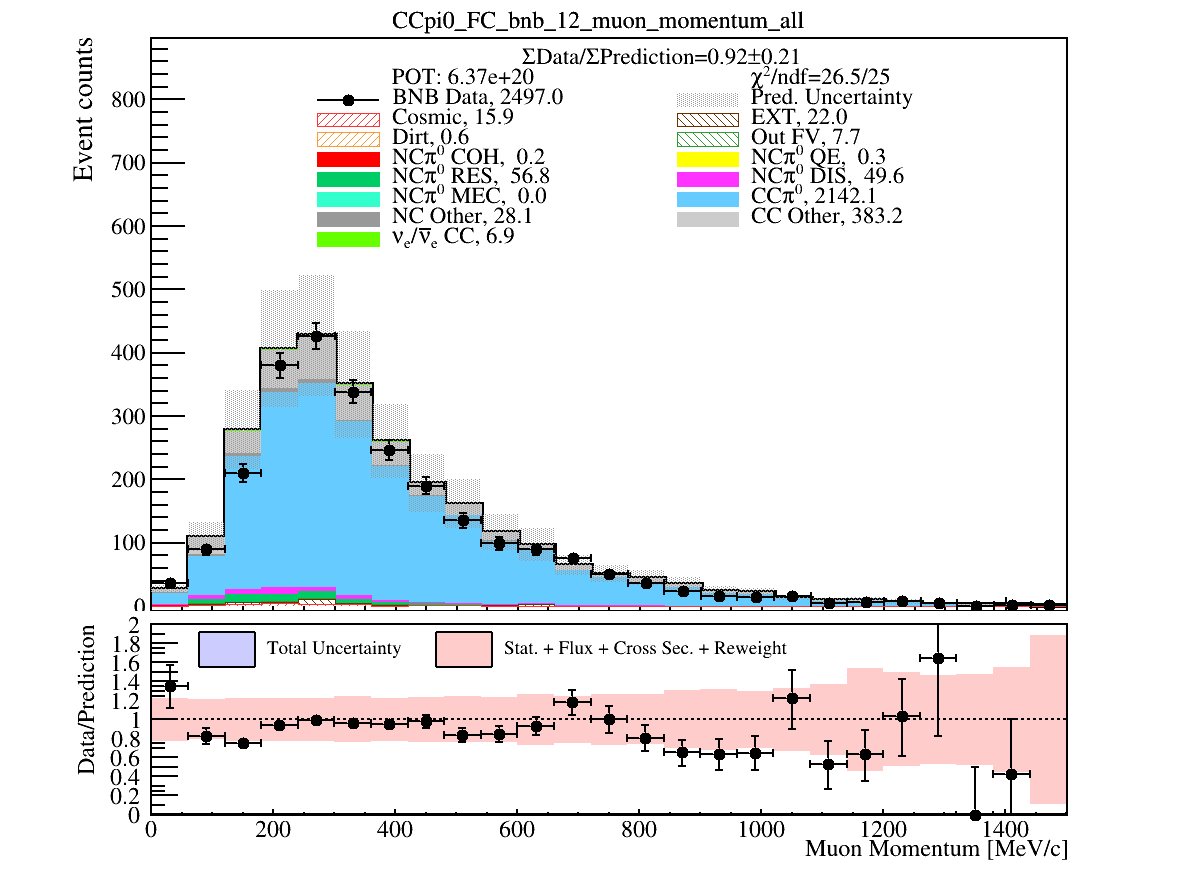 CCpi0_FC_bnb_12_muon_momentum_all
ΣData/ΣPrediction=0.92±0.21
POT: 6.37e+20
χ²/ndf=26.5/25
BNB Data, 2497.0
Pred. Uncertainty
Cosmic, 15.9
EXT, 22.0
Dirt, 0.6
Out FV, 7.7
NCπ⁰ COH, 0.2
NCπ⁰ QE, 0.3
NCπ⁰ RES, 56.8
NCπ⁰ DIS, 49.6
NCπ⁰ MEC, 0.0
CCπ⁰, 2142.1
NC Other, 28.1
CC Other, 383.2
νₑ/ν̅ₑ CC, 6.9
Event counts
800
700
600
500
400
300
200
100
0
Total Uncertainty
Stat. + Flux + Cross Sec. + Reweight
Data/Prediction
2
1.8
1.6
1.4
1.2
1
0.8
0.6
0.4
0.2
0
0 200 400 600 800 1000 1200 1400
Muon Momentum [MeV/c]